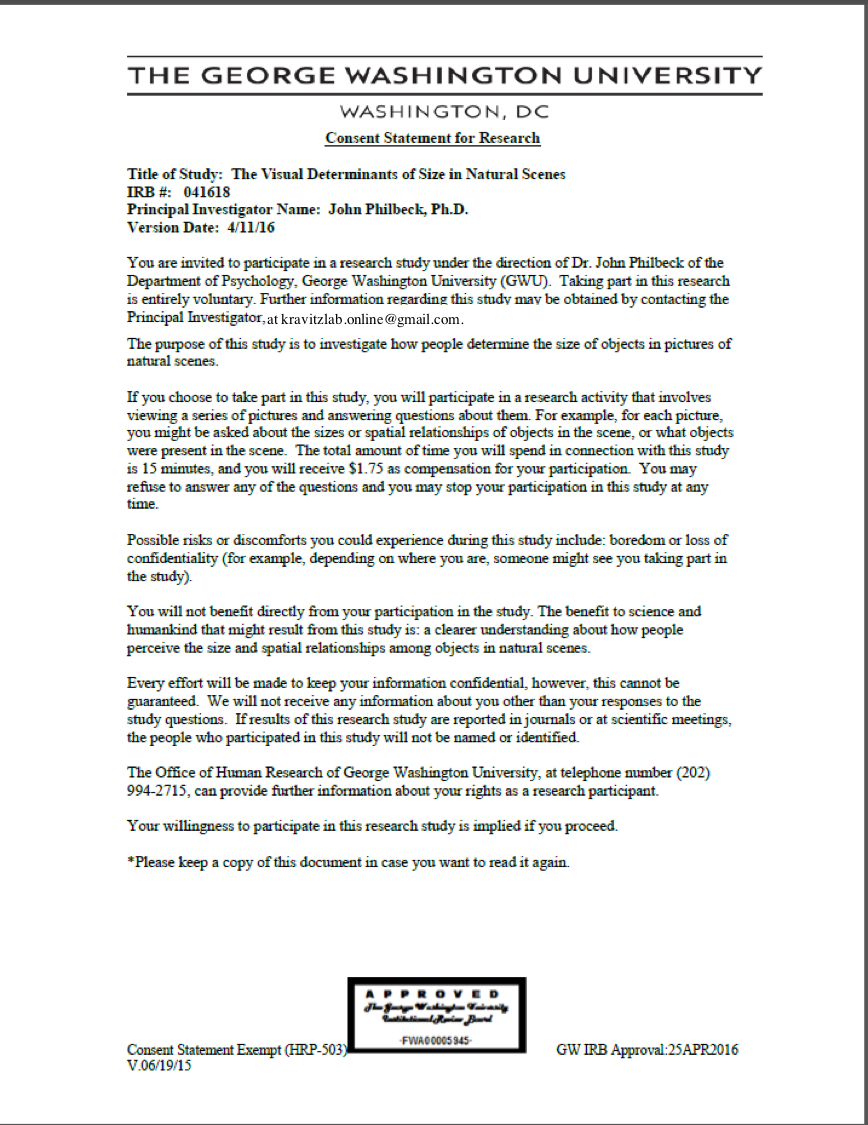 THE GEORGE WASHINGTON UNIVERSITY
WASHINGTON, DC
Consent Statement for Research
Title of Study: The Visual Determinants of Size in Natural Scenes
IRB #: 041618
Principal Investigator Name: John Philbeck, Ph.D.
Version Date: 4/11/16
You are invited to participate in a research study under the direction of Dr. John Philbeck of the
Department of Psychology, George Washington University (GWU). Taking part in this research
is entirely voluntary. Further information regarding this study may be obtained by contacting the
Principal Investigator, at kravitzlab.online@gmail.com.
The purpose of this study is to investigate how people determine the size of objects in pictures of
natural scenes.
If you choose to take part in this study, you will participate in a research activity that involves
viewing a series of pictures and answering questions about them. For example, for each picture,
you might be asked about the sizes or spatial relationships of objects in the scene, or what objects
were present in the scene. The total amount of time you will spend in connection with this study
is 15 minutes, and you will receive $1.75 as compensation for your participation. You may
refuse to answer any of the questions and you may stop your participation in this study at any
time.
Possible risks or discomforts you could experience during this study include: boredom or loss of
confidentiality (for example, depending on where you are, someone might see you taking part in
the study).
You will not benefit directly from your participation in the study. The benefit to science and
humankind that might result from this study is: a clearer understanding about how people
perceive the size and spatial relationships among objects in natural scenes.
Every effort will be made to keep your information confidential, however, this cannot be
guaranteed. We will not receive any information about you other than your responses to the
study questions. If results of this research study are reported in journals or at scientific meetings,
the people who participated in this study will not be named or identified.
The Office of Human Research of George Washington University, at telephone number (202)
994-2715, can provide further information about your rights as a research participant.
Your willingness to participate in this research study is implied if you proceed.
*Please keep a copy of this document in case you want to read it again.
APPROVED
The George Washington University
Institutional Review Board
-FWA00005945-
Consent Statement Exempt (HRP-503)
GW IRB Approval:25APR2016
V.06/19/15